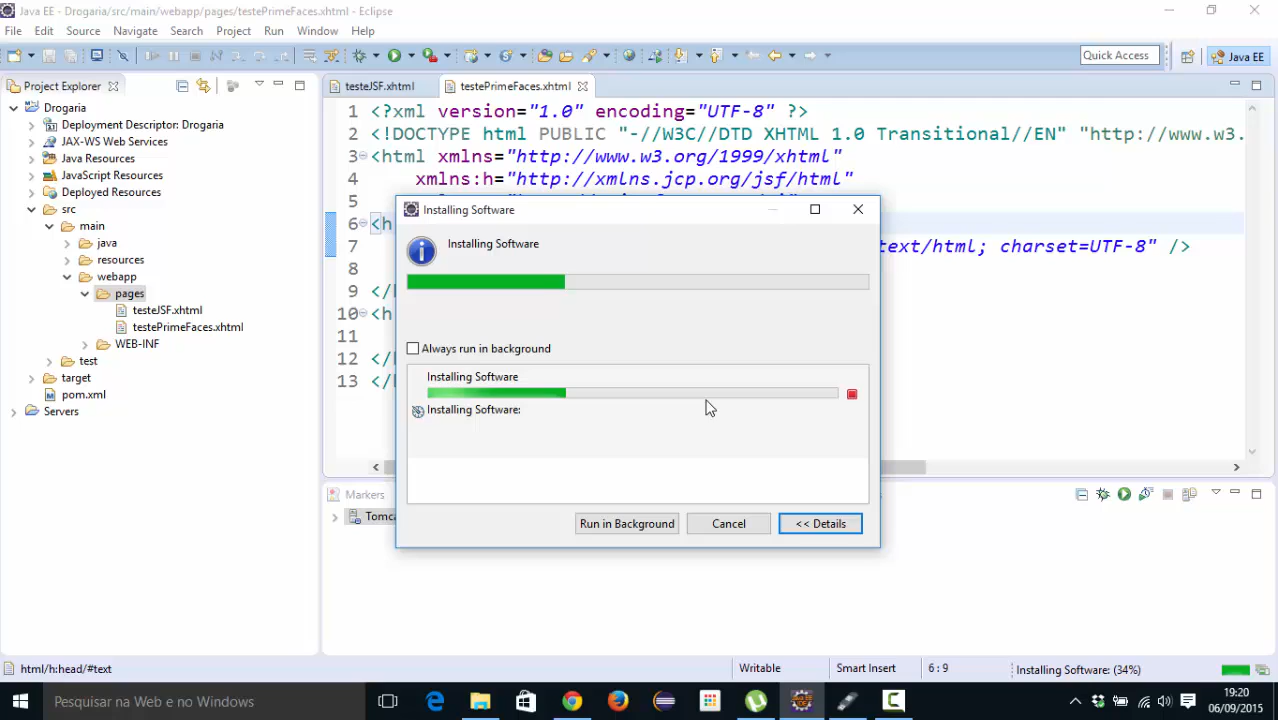 Java EE - Drogaria/src/main/webapp/pages/testePrimeFaces.xhtml - Eclipse
File Edit Source Navigate Search Project Run Window Help
Quick Access
Java EE
Project Explorer
testeJSF.xhtml
testePrimeFaces.xhtml
Drogaria
Deployment Descriptor: Drogaria
JAX-WS Web Services
Java Resources
JavaScript Resources
Deployed Resources
src
main
java
resources
webapp
pages
testeJSF.xhtml
testePrimeFaces.xhtml
WEB-INF
test
target
pom.xml
Servers
1 <?xml version="1.0" encoding="UTF-8" ?>
2 <!DOCTYPE html PUBLIC "-//W3C//DTD XHTML 1.0 Transitional//EN" "http://www.w3.
3 <html xmlns="http://www.w3.org/1999/xhtml"
4 xmlns:h="http://xmlns.jcp.org/jsf/html"
5
6 <h
7 text/html; charset=UTF-8" />
8
9 </
10 <h
11
12 </
13 </
Installing Software
Installing Software
Always run in background
Installing Software
Installing Software:
Run in Background
Cancel
<< Details
Markers
Tomc
html/h:head/#text
Writable
Smart Insert
6 : 9
Installing Software: (34%)
Pesquisar na Web e no Windows
19:20
06/09/2015